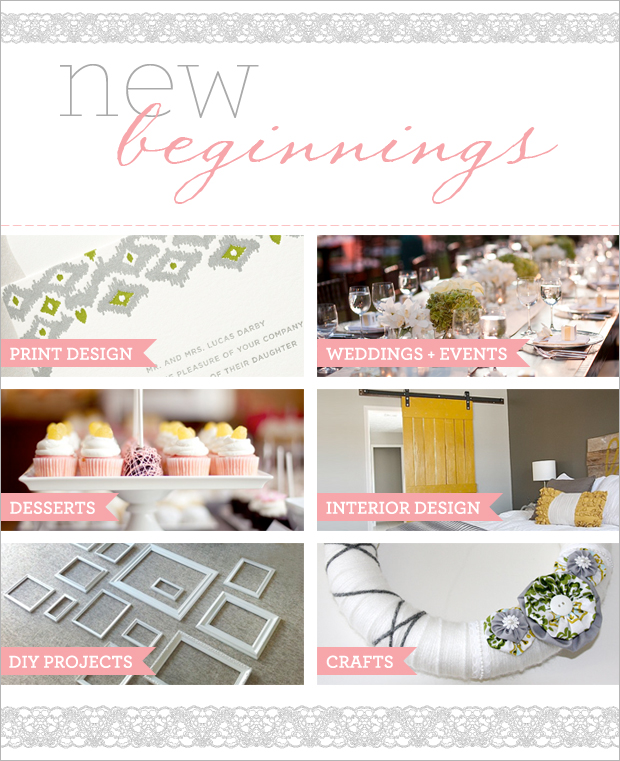 new
beginnings
MR. AND MRS. LUCAS DARBY
PLEASURE OF YOUR COMPANY
OF THEIR DAUGHTER
PRINT DESIGN
WEDDINGS + EVENTS
DESSERTS
INTERIOR DESIGN
DIY PROJECTS
CRAFTS